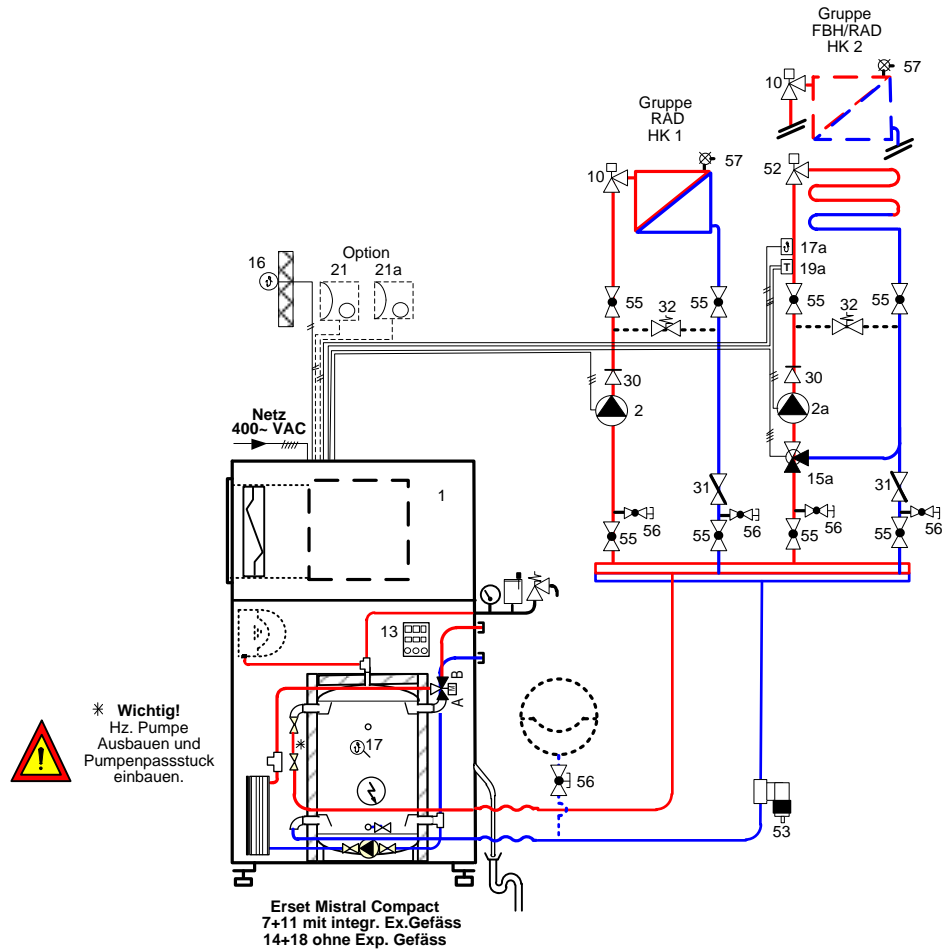 Gruppe
FBH/RAD
HK 2
57
10
Gruppe
RAD
HK 1
57
10
52
Option
16
21
21a
17a
T
19a
55
32
55
55
32
55
30
2
30
2a
Netz
400~ VAC
15a
31
31
1
56
56
56
56
55
55
55
55
13
B
A
M
* Wichtig!
Hz. Pumpe
Ausbauen und
Pumpenpassstuck
einbauen.
*
17
56
53
Erset Mistral Compact
7+11 mit integr. Ex.Gefäss
14+18 ohne Exp. Gefäss